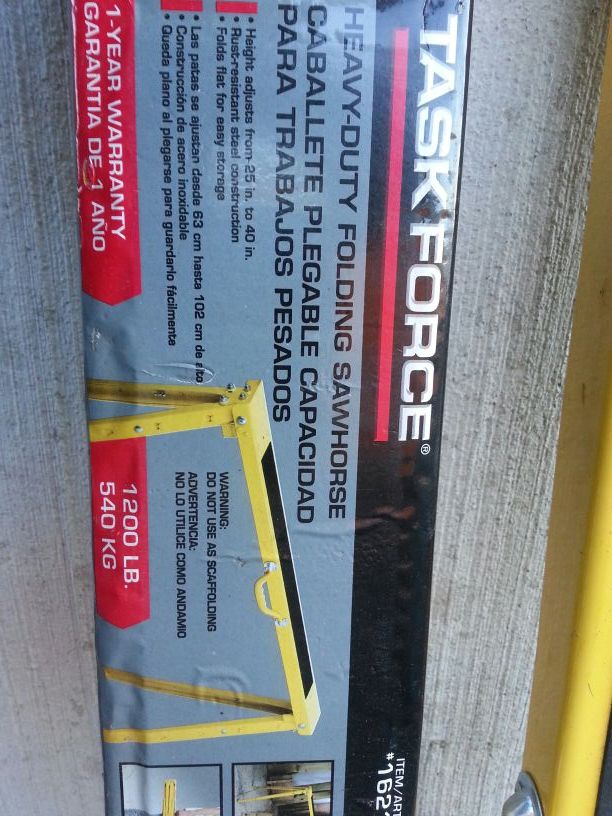 TASK FORCE®
HEAVY-DUTY FOLDING SAWHORSE
CABALLETE PLEGABLE CAPACIDAD
PARA TRABAJOS PESADOS
• Height adjusts from 25 in. to 40 in.
• Rust-resistant steel construction
• Folds flat for easy storage
• Las patas se ajustan desde 63 cm hasta 102 cm de alto
• Construcción de acero inoxidable
• Queda plano al plegarse para guardarlo fácilmente
1-YEAR WARRANTY
GARANTIA DE 1 AÑO
WARNING:
DO NOT USE AS SCAFFOLDING
ADVERTENCIA:
NO LO UTILICE COMO ANDAMIO
1200 LB.
540 KG
ITEM/ART
#162